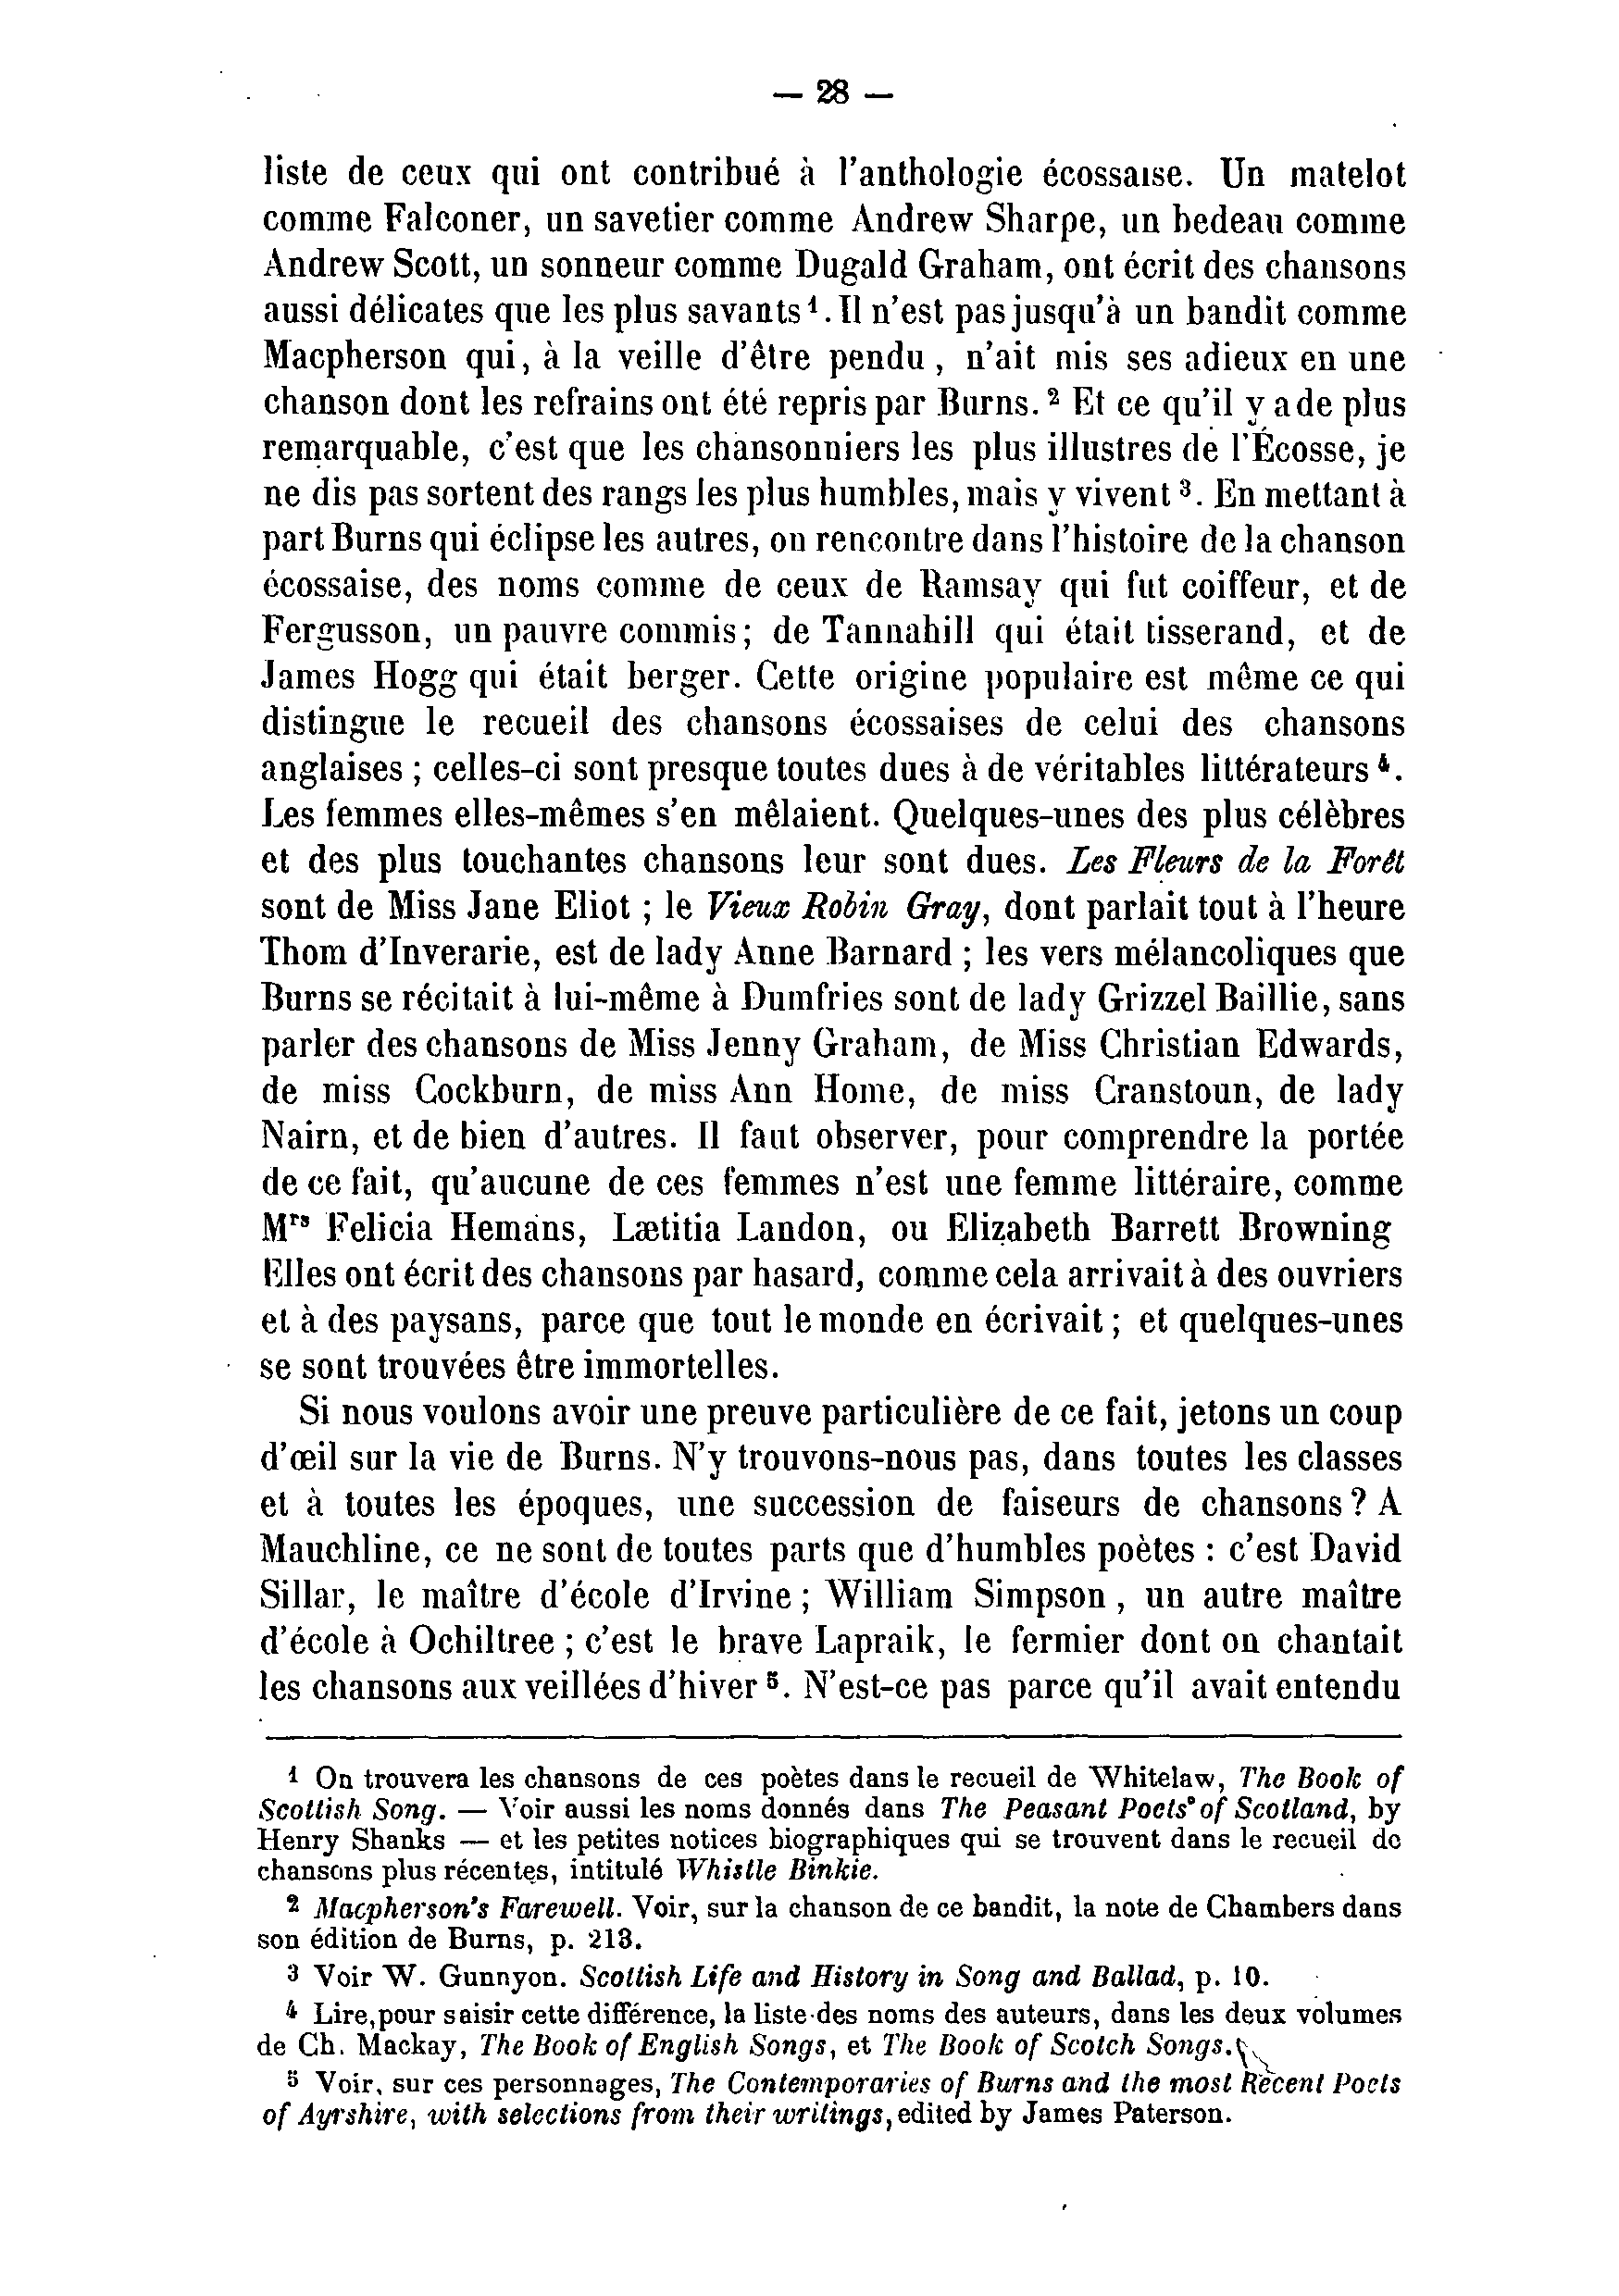 — 28 —
liste de ceux qui ont contribué à l'anthologie écossaise. Un matelot
comme Falconer, un savetier comme Andrew Sharpe, un bedeau comme
Andrew Scott, un sonneur comme Dugald Graham, ont écrit des chansons
aussi délicates que les plus savants ¹. Il n'est pas jusqu'à un bandit comme
Macpherson qui, à la veille d'être pendu, n'ait mis ses adieux en une
chanson dont les refrains ont été repris par Burns. ² Et ce qu'il y a de plus
remarquable, c'est que les chansonniers les plus illustres de l'Écosse, je
ne dis pas sortent des rangs les plus humbles, mais y vivent ³. En mettant à
part Burns qui éclipse les autres, on rencontre dans l'histoire de la chanson
écossaise, des noms comme de ceux de Ramsay qui fut coiffeur, et de
Fergusson, un pauvre commis; de Tannahill qui était tisserand, et de
James Hogg qui était berger. Cette origine populaire est même ce qui
distingue le recueil des chansons écossaises de celui des chansons
anglaises ; celles-ci sont presque toutes dues à de véritables littérateurs ⁴.
Les femmes elles-mêmes s'en mêlaient. Quelques-unes des plus célèbres
et des plus touchantes chansons leur sont dues. Les Fleurs de la Forêt
sont de Miss Jane Eliot ; le Vieux Robin Gray, dont parlait tout à l'heure
Thom d'Inverarie, est de lady Anne Barnard ; les vers mélancoliques que
Burns se récitait à lui-même à Dumfries sont de lady Grizzel Baillie, sans
parler des chansons de Miss Jenny Graham, de Miss Christian Edwards,
de miss Cockburn, de miss Ann Home, de miss Cranstoun, de lady
Nairn, et de bien d'autres. Il faut observer, pour comprendre la portée
de ce fait, qu'aucune de ces femmes n'est une femme littéraire, comme
Mrs Felicia Hemans, Lætitia Landon, ou Elizabeth Barrett Browning
Elles ont écrit des chansons par hasard, comme cela arrivait à des ouvriers
et à des paysans, parce que tout le monde en écrivait ; et quelques-unes
se sont trouvées être immortelles.
Si nous voulons avoir une preuve particulière de ce fait, jetons un coup
d'œil sur la vie de Burns. N'y trouvons-nous pas, dans toutes les classes
et à toutes les époques, une succession de faiseurs de chansons ? A
Mauchline, ce ne sont de toutes parts que d'humbles poètes : c'est David
Sillar, le maître d'école d'Irvine ; William Simpson, un autre maître
d'école à Ochiltree ; c'est le brave Lapraik, le fermier dont on chantait
les chansons aux veillées d'hiver ⁵. N'est-ce pas parce qu'il avait entendu
¹ On trouvera les chansons de ces poètes dans le recueil de Whitelaw, The Book of
Scottish Song. — Voir aussi les noms donnés dans The Peasant Poets of Scotland, by
Henry Shanks — et les petites notices biographiques qui se trouvent dans le recueil de
chansons plus récentes, intitulé Whistle Binkie.
² Macpherson's Farewell. Voir, sur la chanson de ce bandit, la note de Chambers dans
son édition de Burns, p. 213.
³ Voir W. Gunnyon. Scottish Life and History in Song and Ballad, p. 10.
⁴ Lire, pour saisir cette différence, la liste des noms des auteurs, dans les deux volumes
de Ch. Mackay, The Book of English Songs, et The Book of Scotch Songs.
⁵ Voir, sur ces personnages, The Contemporaries of Burns and the most Recent Poets
of Ayrshire, with selections from their writings, edited by James Paterson.